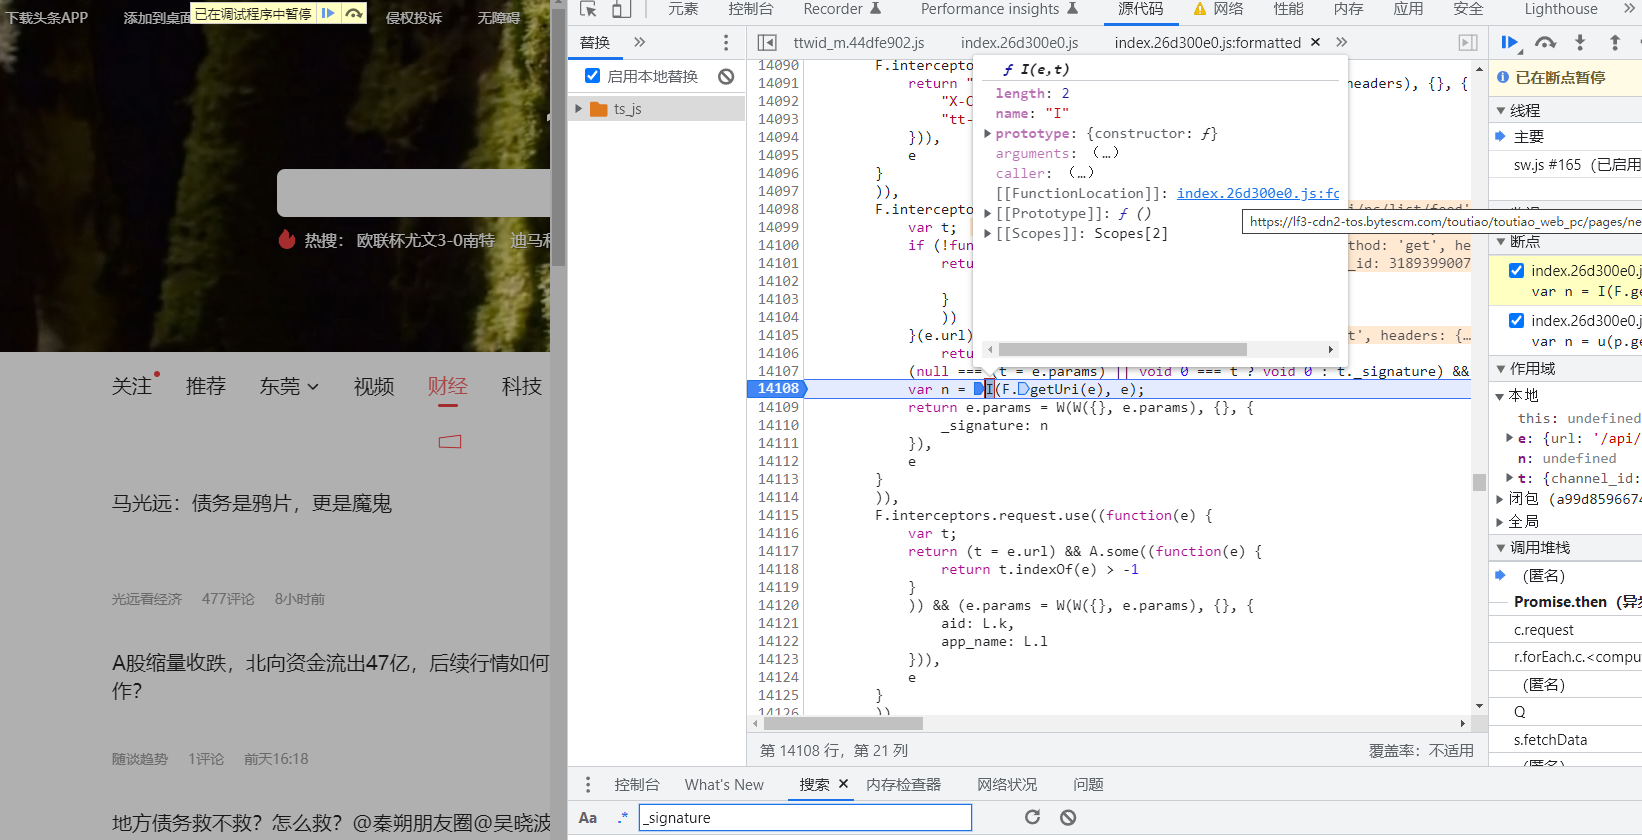 下载头条APP 添加到桌面 已在调试程序中暂停 侵权投诉 无障碍
热搜： 欧联杯尤文3-0南特
关注 推荐 东莞 视频 财经 科技
马光远：债务是鸦片，更是魔鬼
光远看经济 477评论 8小时前
A股缩量收跌，北向资金流出47亿，后续行情如何
作？
随谈趋势 1评论 前天16:18
地方债务救不救？怎么救？@秦朔朋友圈@吴晓波
元素 控制台 Recorder Performance insights 源代码 网络 性能 内存 应用 安全 Lighthouse »
替换 »
ttwid_m.44dfe902.js index.26d300e0.js index.26d300e0.js:formatted × »
启用本地替换
ts_js
14090 F.interceptors
14091 return " headers), {}, {
14092 "X-C
14093 "tt-
14094 })),
14095 e
14096 }
14097 )),
14098 F.interceptors
14099 var t;
14100 if (!fun thod: 'get', he
14101 retu _id: 3189399007
14102
14103 }
14104 ))
14105 }(e.url) t', headers: {…
14106 retu
14107 (null === (t = e.params) || void 0 === t ? void 0 : t._signature) &&
14108 var n = I(F.getUri(e), e);
14109 return e.params = W(W({}, e.params), {}, {
14110 _signature: n
14111 }),
14112 e
14113 }
14114 )),
14115 F.interceptors.request.use((function(e) {
14116 var t;
14117 return (t = e.url) && A.some((function(e) {
14118 return t.indexOf(e) > -1
14119 }
14120 )) && (e.params = W(W({}, e.params), {}, {
14121 aid: L.k,
14122 app_name: L.l
14123 })),
14124 e
14125 }
14126 ))
ƒ I(e,t)
length: 2
name: "I"
prototype: {constructor: ƒ}
arguments: (…)
caller: (…)
[[FunctionLocation]]: index.26d300e0.js:fo
[[Prototype]]: ƒ ()
[[Scopes]]: Scopes[2]
https://lf3-cdn2-tos.bytescm.com/toutiao/toutiao_web_pc/pages/ne
第 14108 行，第 21 列 覆盖率：不适用
已在断点暂停
线程
主要
sw.js #165 (已启用
断点
index.26d300e0.j
var n = I(F.ge
index.26d300e0.j
var n = u(p.ge
作用域
本地
this: undefined
e: {url: '/api/
n: undefined
t: {channel_id:
闭包 (a99d8596674
全局
调用堆栈
(匿名)
Promise.then (异步
c.request
r.forEach.c.<compu
(匿名)
Q
s.fetchData
(匿名)
控制台 What's New 搜索 × 内存检查器 网络状况 问题
Aa .* _signature